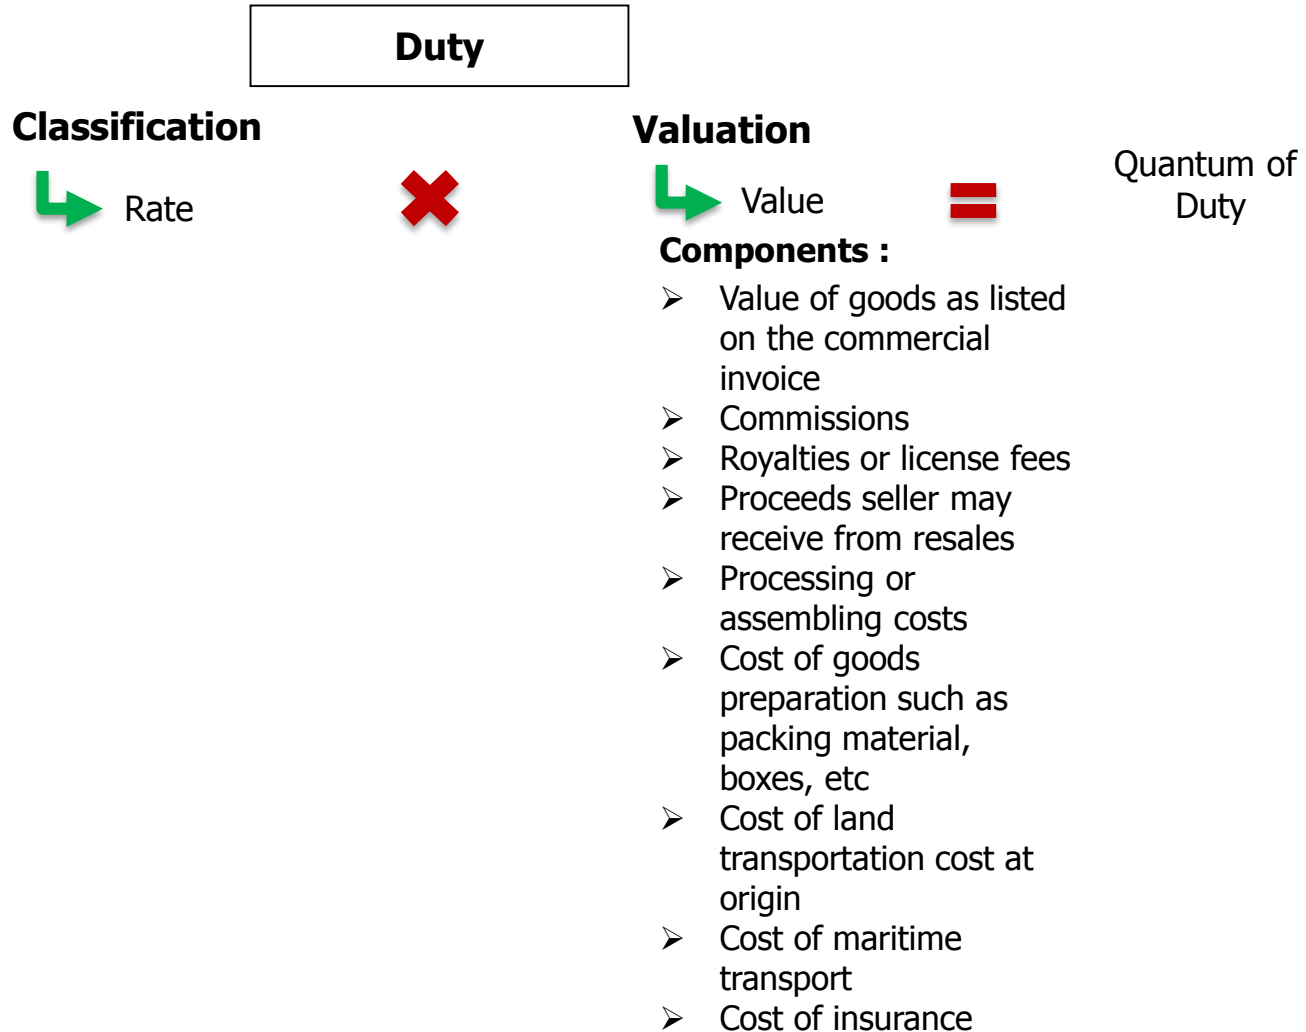 Duty
Classification
Rate
Valuation
Value
Quantum of
Duty
Components :
➢ Value of goods as listed
on the commercial
invoice
➢ Commissions
➢ Royalties or license fees
➢ Proceeds seller may
receive from resales
➢ Processing or
assembling costs
➢ Cost of goods
preparation such as
packing material,
boxes, etc
➢ Cost of land
transportation cost at
origin
➢ Cost of maritime
transport
➢ Cost of insurance